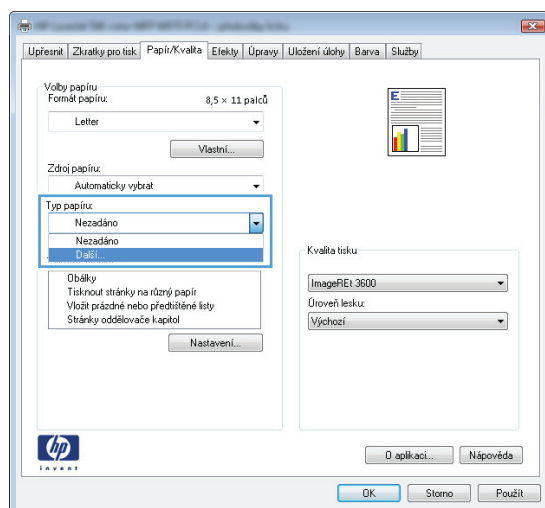 Upřesnit Zkratky pro tisk Papír/Kvalita Efekty Úpravy Uložení úlohy Barva Služby
Volby papíru
Formát papíru: 8,5 × 11 palců
Letter
Vlastní...
Zdroj papíru:
Automaticky vybrat
Typ papíru:
Nezadáno
Nezadáno
Další...
Obálky
Tisknout stránky na různý papír
Vložit prázdné nebo předtištěné listy
Stránky oddělovače kapitol
Nastavení...
E
Kvalita tisku
ImageREt 3600
Úroveň lesku:
Výchozí
hp
invent
O aplikaci... Nápověda
OK Storno Použít